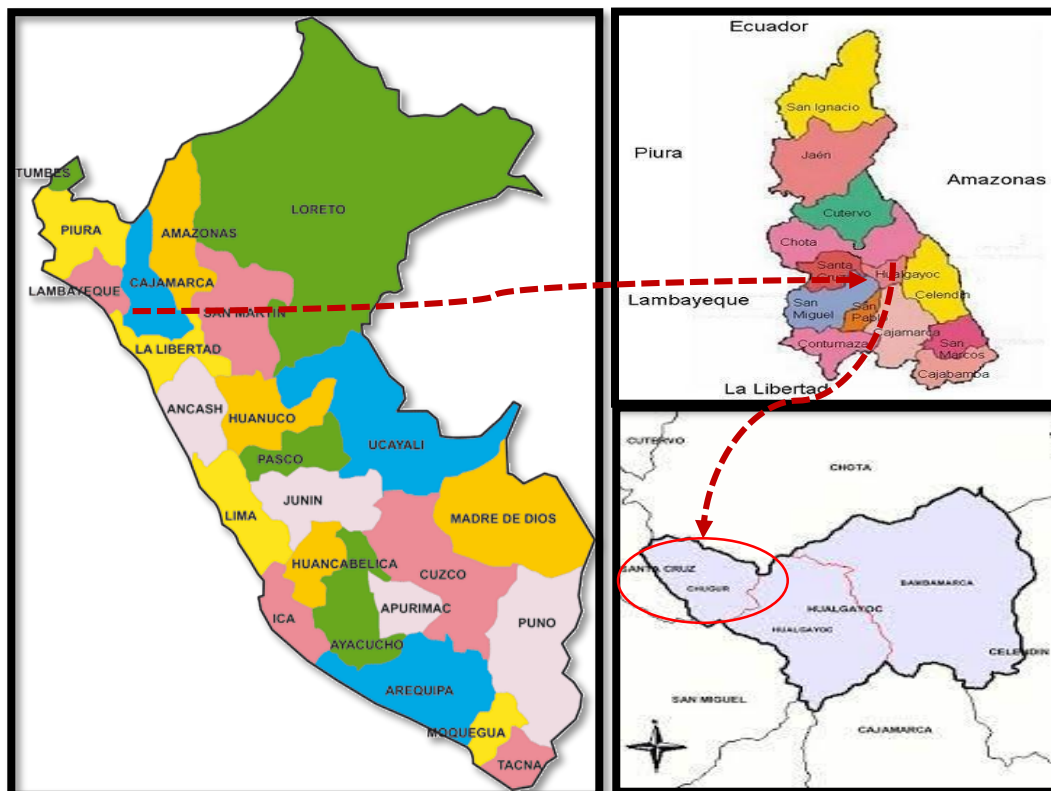 TUMBES
PIURA
LORETO
AMAZONAS
CAJAMARCA
LAMBAYEQUE
SAN MARTIN
LA LIBERTAD
ANCASH
HUANUCO
UCAYALI
PASCO
JUNIN
LIMA
MADRE DE DIOS
HUANCABELICA
CUZCO
ICA
APURIMAC
PUNO
AYACUCHO
AREQUIPA
MOQUEGUA
TACNA
Ecuador
San Ignacio
Piura
Jaén
Amazonas
Cutervo
Chota
Santa
Cruz
Hualgayoc
Lambayeque
Celendin
San
Miguel
San
Pabl
Cajamarca
Contumaza
San
Marcos
Cajabamba
La Libertad
CUTERVO
CHOTA
SANTA CRUZ
CHUGUR
BAMBAMARCA
HUALGAYOC
HUALGAYOC
CELENDIN
SAN MIGUEL
CAJAMARCA